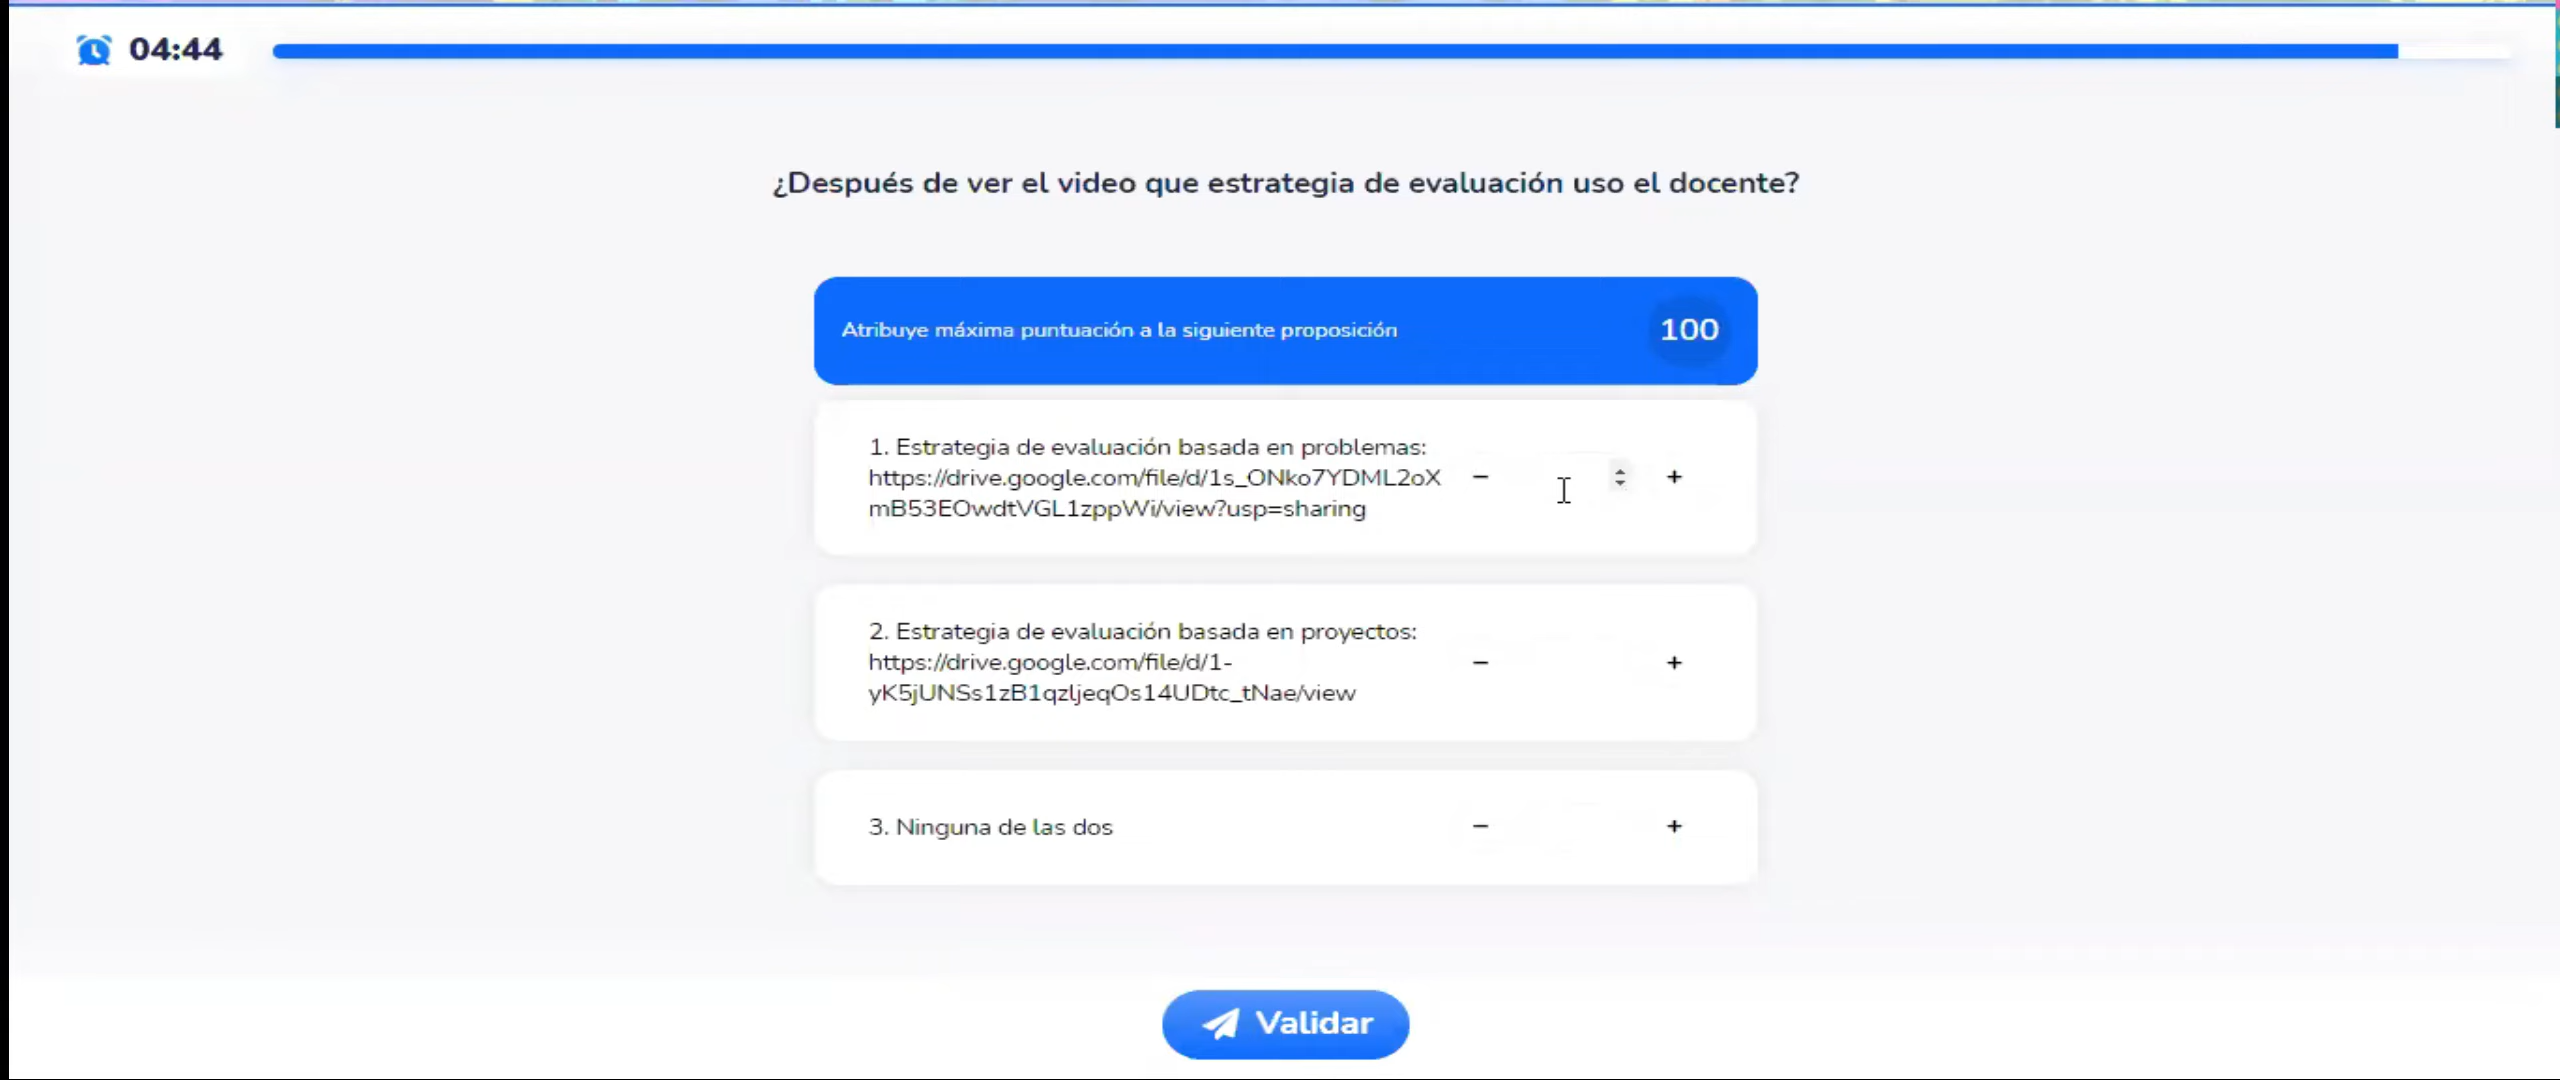 04:44
¿Después de ver el video que estrategia de evaluación uso el docente?
Atribuye máxima puntuación a la siguiente proposición 100
1. Estrategia de evaluación basada en problemas:
https://drive.google.com/file/d/1s_ONko7YDML2oX
mB53EOwdtVGL1zppWi/view?usp=sharing
− +
2. Estrategia de evaluación basada en proyectos:
https://drive.google.com/file/d/1-
yK5jUNSs1zB1qzljeqOs14UDtc_tNae/view
− +
3. Ninguna de las dos − +
Validar